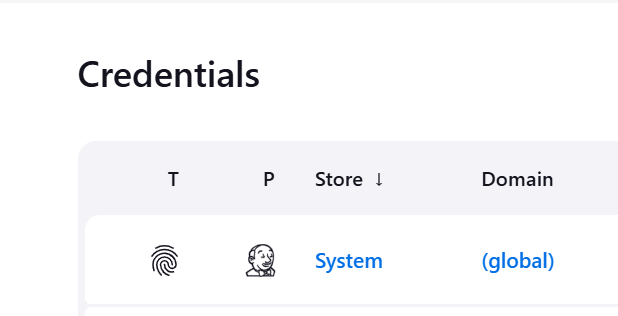 Credentials
T P Store ↓ Domain
System (global)